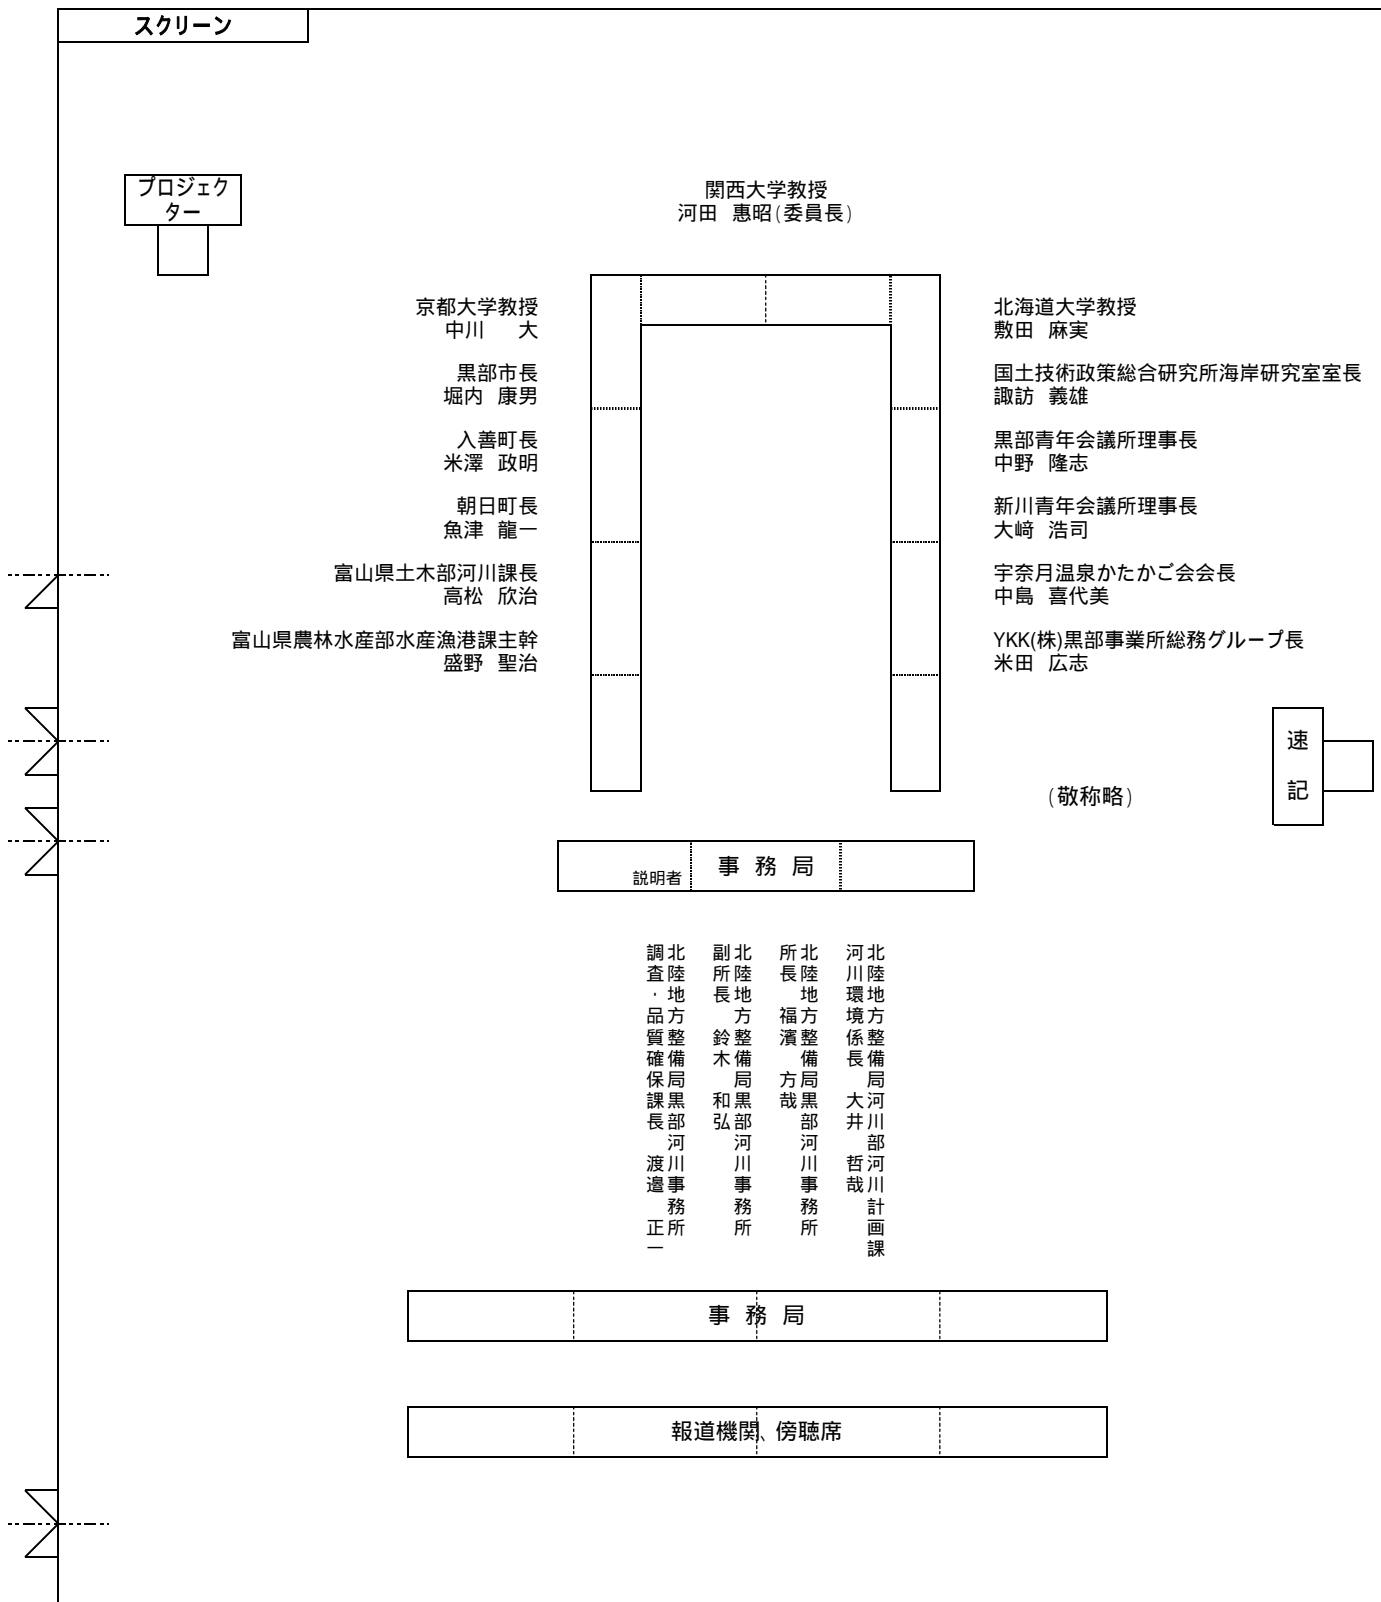 スクリーン
プロジェク
ター
関西大学教授
河田 惠昭(委員長)
京都大学教授
中川 大
黒部市長
堀内 康男
入善町長
米澤 政明
朝日町長
魚津 龍一
富山県土木部河川課長
高松 欣治
富山県農林水産部水産漁港課主幹
盛野 聖治
北海道大学教授
敷田 麻実
国土技術政策総合研究所海岸研究室室長
諏訪 義雄
黒部青年会議所理事長
中野 隆志
新川青年会議所理事長
大﨑 浩司
宇奈月温泉かたかご会会長
中島 喜代美
YKK(株)黒部事業所総務グループ長
米田 広志
速
記
(敬称略)
説明者
事 務 局
北陸地方整備局河川部河川計画課
河川環境係長 大井 哲哉
北陸地方整備局黒部河川事務所
所長 福濱 方哉
北陸地方整備局黒部河川事務所
副所長 鈴木 和弘
北陸地方整備局黒部河川事務所
調査・品質確保課長 渡邉 正一
事 務 局
報道機関、傍聴席